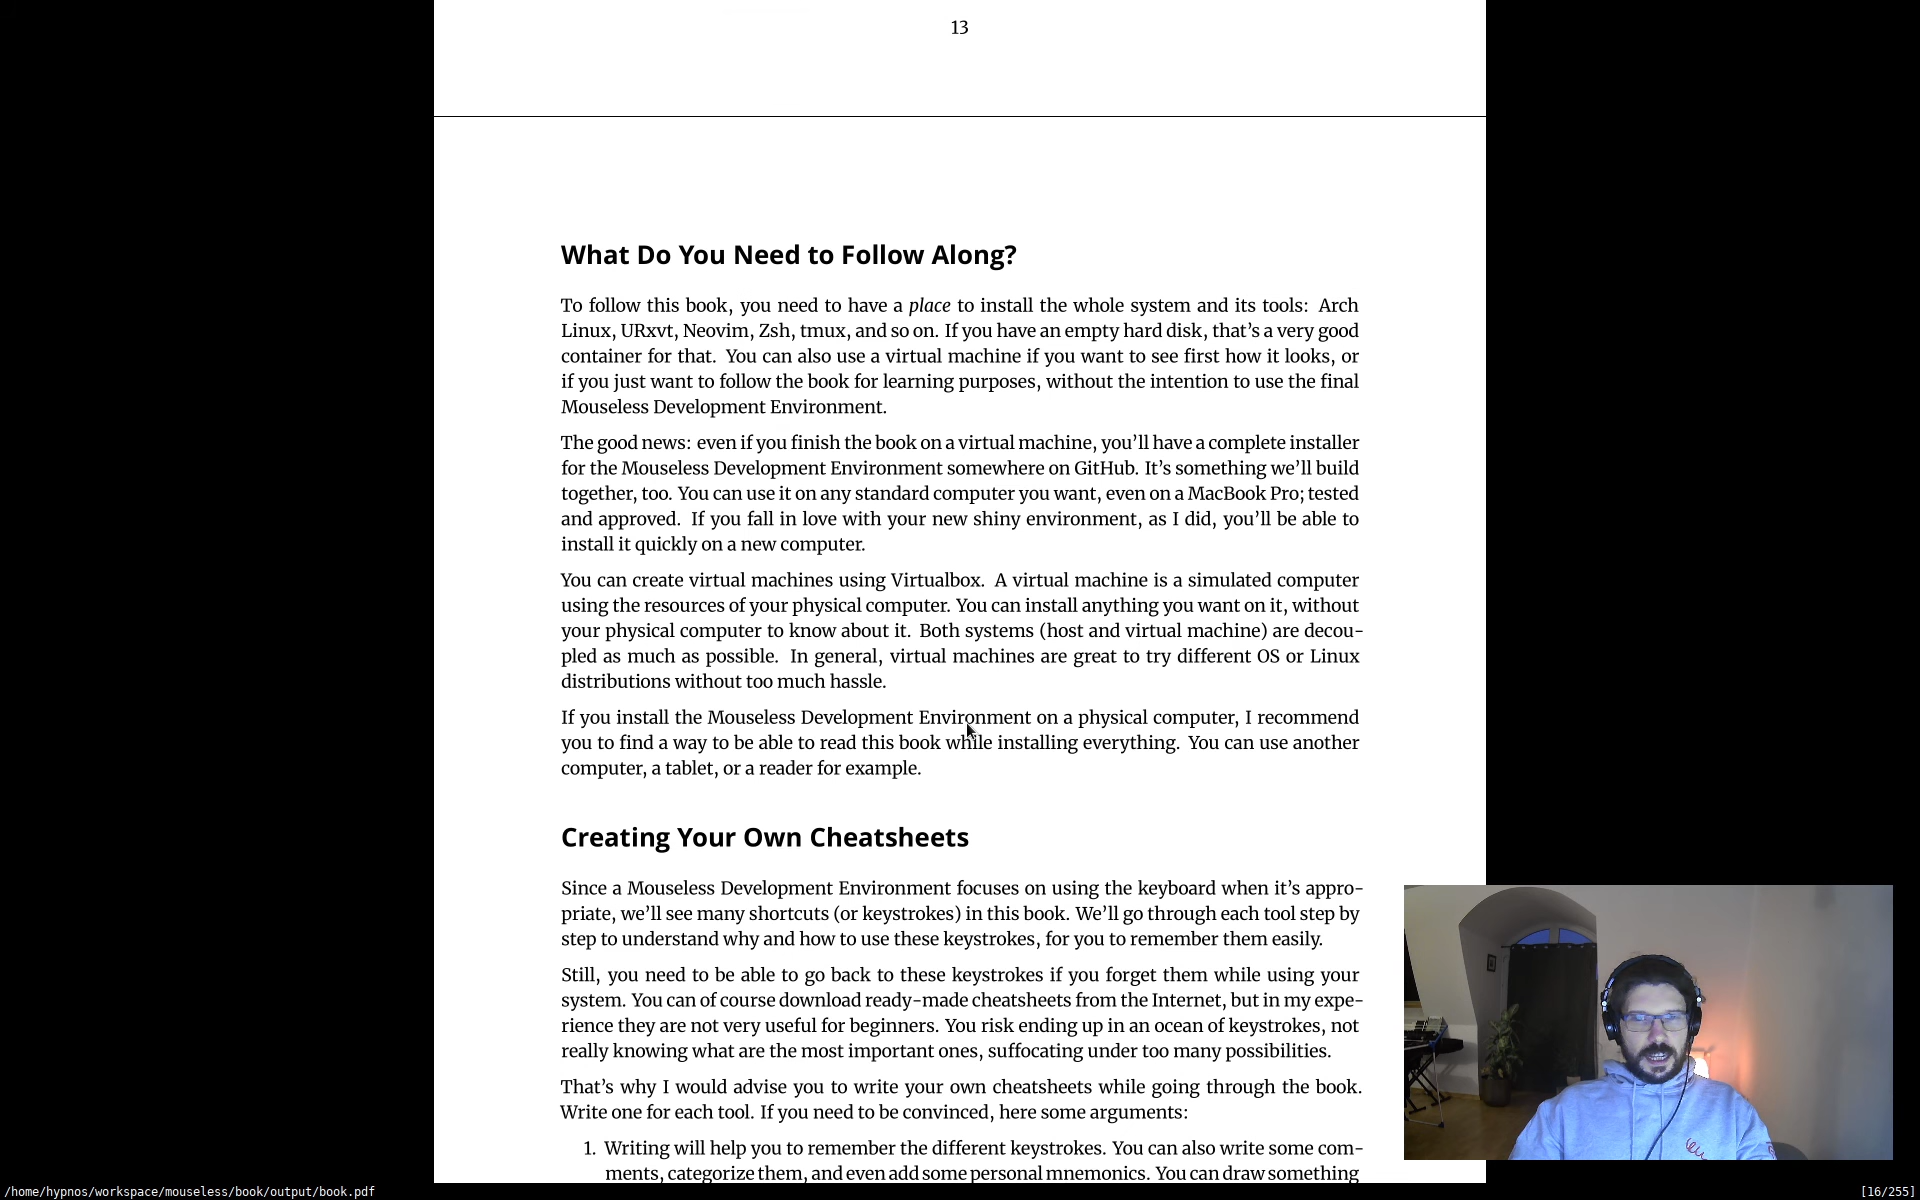 13
What Do You Need to Follow Along?
To follow this book, you need to have a place to install the whole system and its tools: Arch
Linux, URxvt, Neovim, Zsh, tmux, and so on. If you have an empty hard disk, that’s a very good
container for that. You can also use a virtual machine if you want to see first how it looks, or
if you just want to follow the book for learning purposes, without the intention to use the final
Mouseless Development Environment.
The good news: even if you finish the book on a virtual machine, you’ll have a complete installer
for the Mouseless Development Environment somewhere on GitHub. It’s something we’ll build
together, too. You can use it on any standard computer you want, even on a MacBook Pro; tested
and approved. If you fall in love with your new shiny environment, as I did, you’ll be able to
install it quickly on a new computer.
You can create virtual machines using Virtualbox. A virtual machine is a simulated computer
using the resources of your physical computer. You can install anything you want on it, without
your physical computer to know about it. Both systems (host and virtual machine) are decou-
pled as much as possible. In general, virtual machines are great to try different OS or Linux
distributions without too much hassle.
If you install the Mouseless Development Environment on a physical computer, I recommend
you to find a way to be able to read this book while installing everything. You can use another
computer, a tablet, or a reader for example.
Creating Your Own Cheatsheets
Since a Mouseless Development Environment focuses on using the keyboard when it’s appro-
priate, we’ll see many shortcuts (or keystrokes) in this book. We’ll go through each tool step by
step to understand why and how to use these keystrokes, for you to remember them easily.
Still, you need to be able to go back to these keystrokes if you forget them while using your
system. You can of course download ready-made cheatsheets from the Internet, but in my expe-
rience they are not very useful for beginners. You risk ending up in an ocean of keystrokes, not
really knowing what are the most important ones, suffocating under too many possibilities.
That’s why I would advise you to write your own cheatsheets while going through the book.
Write one for each tool. If you need to be convinced, here some arguments:
1. Writing will help you to remember the different keystrokes. You can also write some com-
ments, categorize them, and even add some personal mnemonics. You can draw something
/home/hypnos/workspace/mouseless/book/output/book.pdf
[16/255]